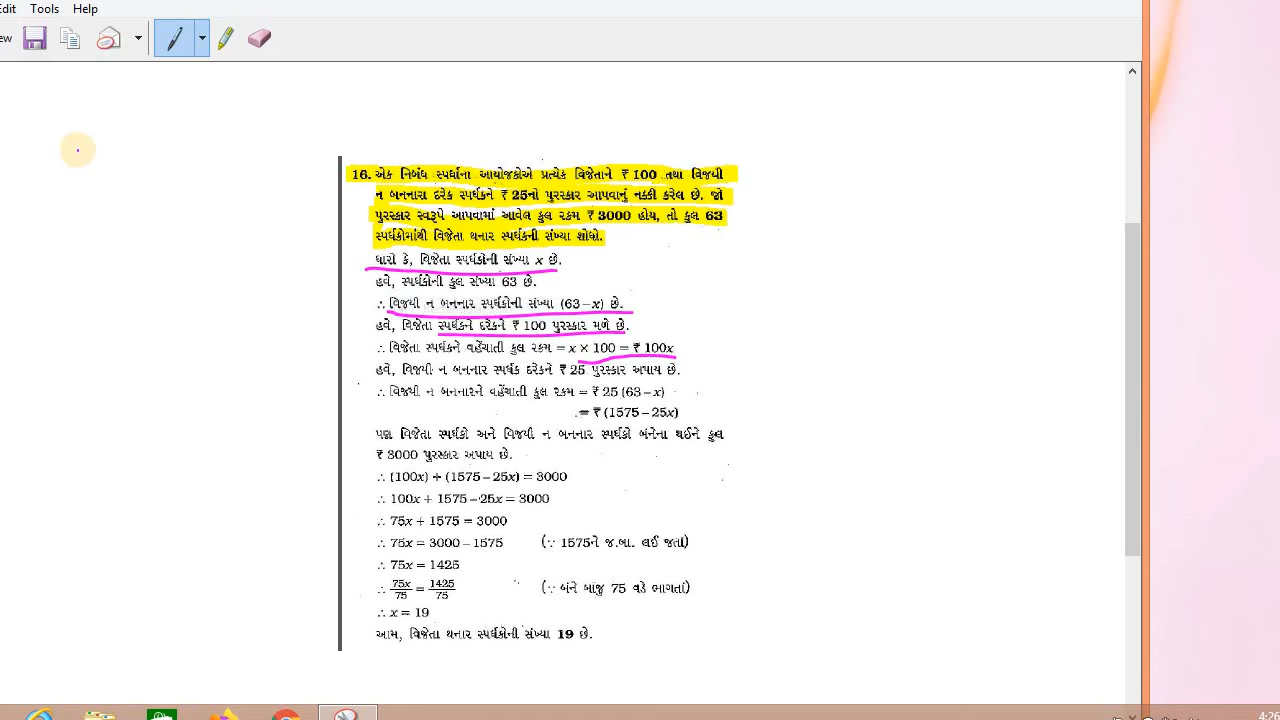 Edit Tools Help
16. એક નિબંધ સ્પર્ધાના આયોજકોએ પ્રત્યેક વિજેતાને ₹ 100 તથા વિજયી
ન બનનારા દરેક સ્પર્ધકને ₹ 25નો પુરસ્કાર આપવાનું નક્કી કરેલ છે. જો
પુરસ્કાર સ્વરૂપે આપવામાં આવેલ કુલ રકમ ₹ 3000 હોય, તો કુલ 63
સ્પર્ધકોમાંથી વિજેતા થનાર સ્પર્ધકની સંખ્યા શોધો.
ધારો કે, વિજેતા સ્પર્ધકોની સંખ્યા x છે.
હવે, સ્પર્ધકોની કુલ સંખ્યા 63 છે.
∴ વિજયી ન બનનાર સ્પર્ધકોની સંખ્યા (63 – x) છે.
હવે, વિજેતા સ્પર્ધકને દરેકને ₹ 100 પુરસ્કાર મળે છે.
∴ વિજેતા સ્પર્ધકને વહેંચાતી કુલ રકમ = x × 100 = ₹ 100x
હવે, વિજયી ન બનનાર સ્પર્ધક દરેકને ₹ 25 પુરસ્કાર અપાય છે.
∴ વિજયી ન બનનારને વહેંચાતી કુલ રકમ = ₹ 25 (63 – x)
= ₹ (1575 – 25x)
પણ વિજેતા સ્પર્ધકો અને વિજયી ન બનનાર સ્પર્ધકો બંનેના થઈને કુલ
₹ 3000 પુરસ્કાર અપાય છે.
∴ (100x) + (1575 – 25x) = 3000
∴ 100x + 1575 – 25x = 3000
∴ 75x + 1575 = 3000
∴ 75x = 3000 – 1575 (∵ 1575ને જ.બા. લઈ જતાં)
∴ 75x = 1425
∴ 75x/75 = 1425/75 (∵ બંને બાજુ 75 વડે ભાગતાં)
∴ x = 19
આમ, વિજેતા થનાર સ્પર્ધકોની સંખ્યા 19 છે.